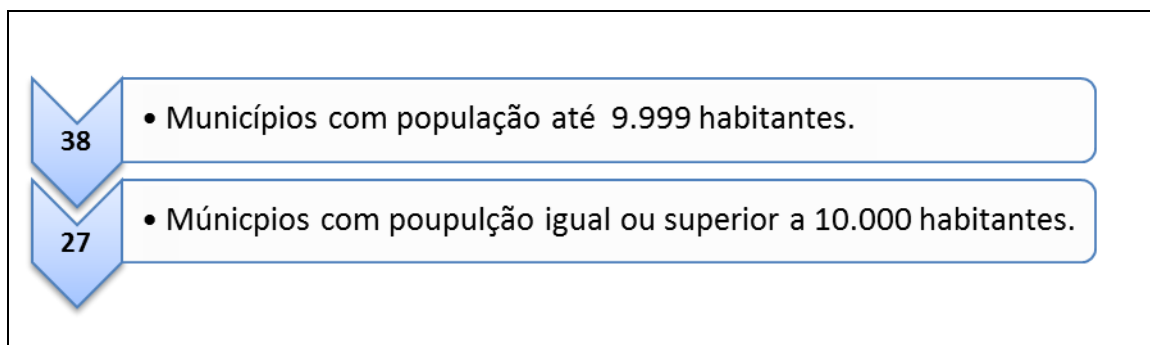 38
• Municípios com população até 9.999 habitantes.
27
• Múnicpios com poupulção igual ou superior a 10.000 habitantes.